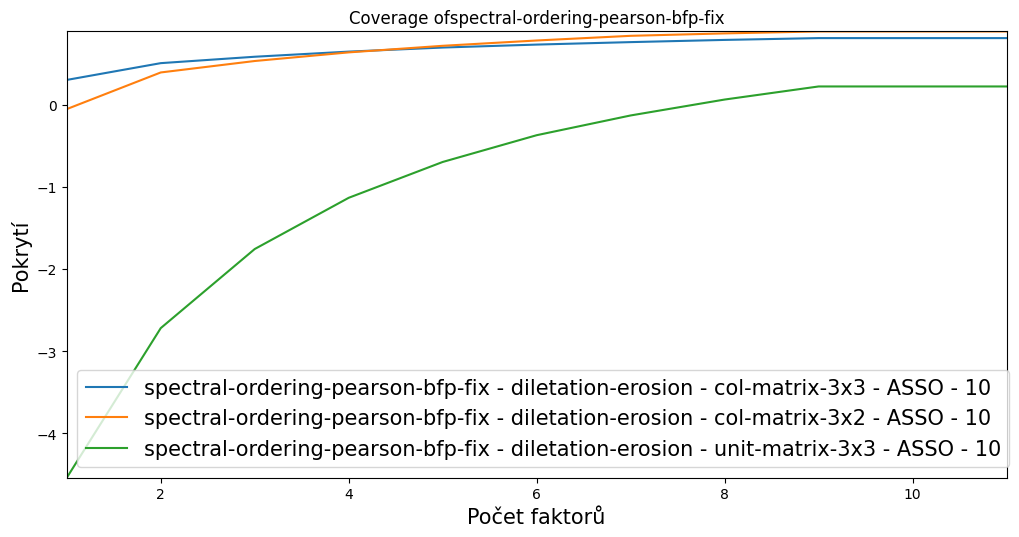 Coverage ofspectral-ordering-pearson-bfp-fix
Pokrytí
0
−1
−2
−3
−4
spectral-ordering-pearson-bfp-fix - diletation-erosion - col-matrix-3x3 - ASSO - 10
spectral-ordering-pearson-bfp-fix - diletation-erosion - col-matrix-3x2 - ASSO - 10
spectral-ordering-pearson-bfp-fix - diletation-erosion - unit-matrix-3x3 - ASSO - 10
2 4 6 8 10
Počet faktorů